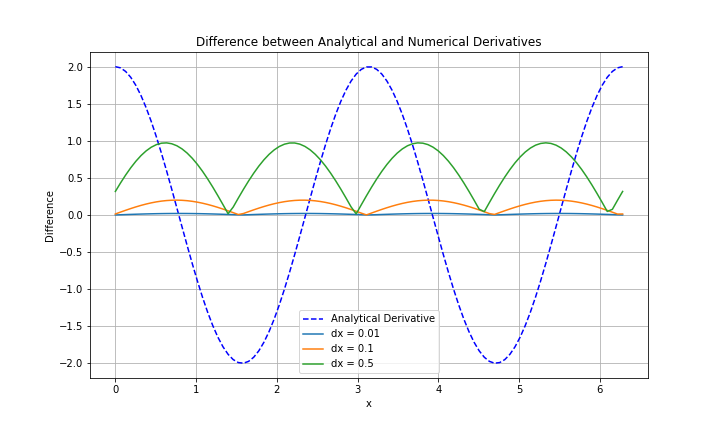 Difference between Analytical and Numerical Derivatives
2.0
1.5
1.0
0.5
0.0
−0.5
−1.0
−1.5
−2.0
Difference
Analytical Derivative
dx = 0.01
dx = 0.1
dx = 0.5
0 1 2 3 4 5 6
x